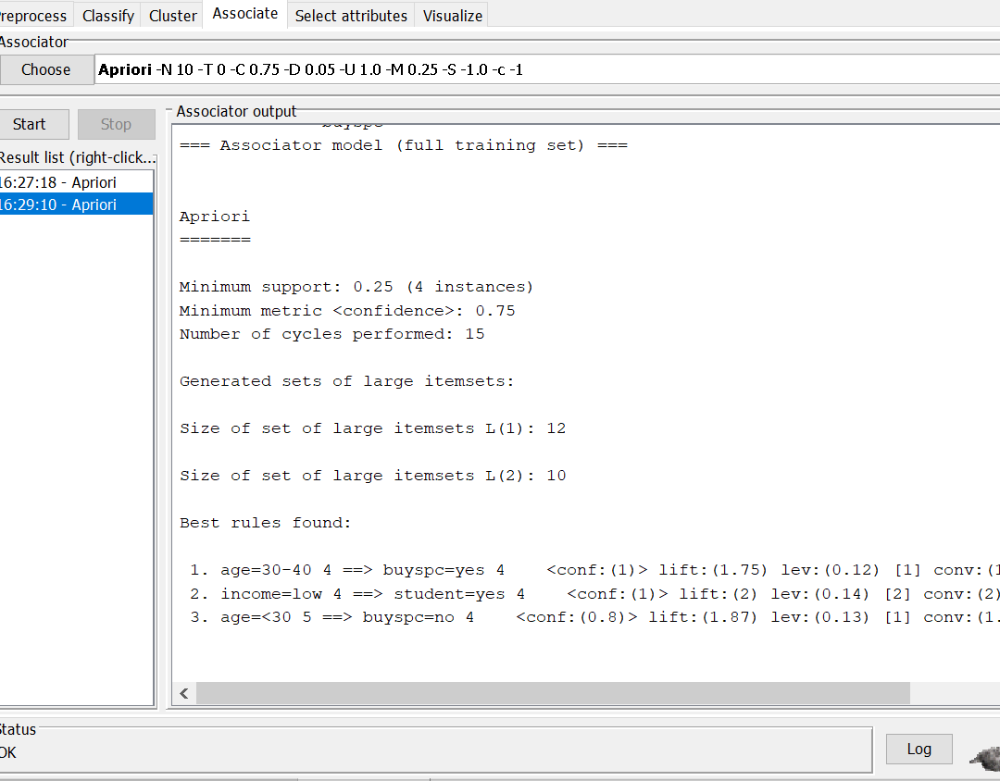 reprocess Classify Cluster Associate Select attributes Visualize
Associator
Choose Apriori -N 10 -T 0 -C 0.75 -D 0.05 -U 1.0 -M 0.25 -S -1.0 -c -1
Start Stop
Result list (right-click...
16:27:18 - Apriori
16:29:10 - Apriori
Associator output
buyspc
=== Associator model (full training set) ===
Apriori
=======
Minimum support: 0.25 (4 instances)
Minimum metric <confidence>: 0.75
Number of cycles performed: 15
Generated sets of large itemsets:
Size of set of large itemsets L(1): 12
Size of set of large itemsets L(2): 10
Best rules found:
1. age=30-40 4 ==> buyspc=yes 4 <conf:(1)> lift:(1.75) lev:(0.12) [1] conv:(1
2. income=low 4 ==> student=yes 4 <conf:(1)> lift:(2) lev:(0.14) [2] conv:(2)
3. age=<30 5 ==> buyspc=no 4 <conf:(0.8)> lift:(1.87) lev:(0.13) [1] conv:(1.
Status
OK
Log